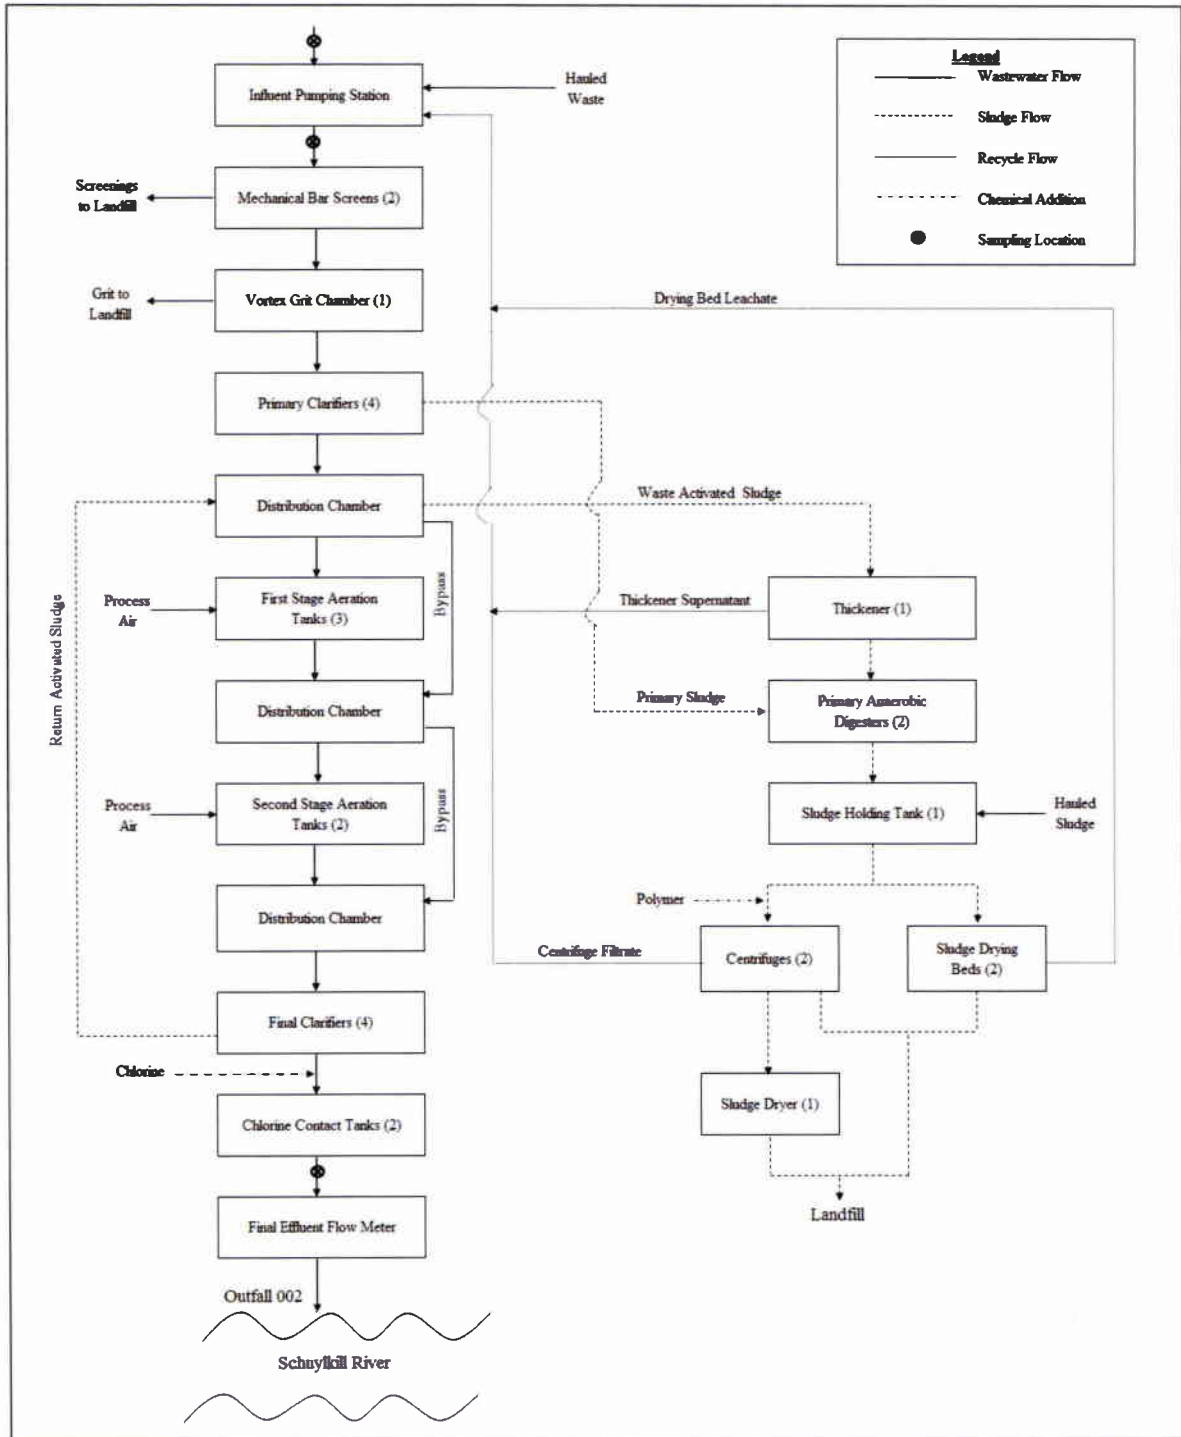 Influent Pumping Station
Hauled
Waste
Legend
Wastewater Flow
Sludge Flow
Recycle Flow
Chemical Addition
Sampling Location
Screenings
to Landfill
Mechanical Bar Screens (2)
Grit to
Landfill
Vortex Grit Chamber (1)
Drying Bed Leachate
Primary Clarifiers (4)
Distribution Chamber
Waste Activated Sludge
Return Activated Sludge
Process
Air
First Stage Aeration
Tanks (3)
Bypass
Thickener Supernatant
Thickener (1)
Distribution Chamber
Primary Sludge
Primary Anaerobic
Digesters (2)
Process
Air
Second Stage Aeration
Tanks (2)
Bypass
Sludge Holding Tank (1)
Hauled
Sludge
Distribution Chamber
Polymer
Centrifuge Filtrate
Centrifuges (2)
Sludge Drying
Beds (2)
Final Clarifiers (4)
Chlorine
Chlorine Contact Tanks (2)
Sludge Dryer (1)
Final Effluent Flow Meter
Landfill
Outfall 002
Schuylkill River